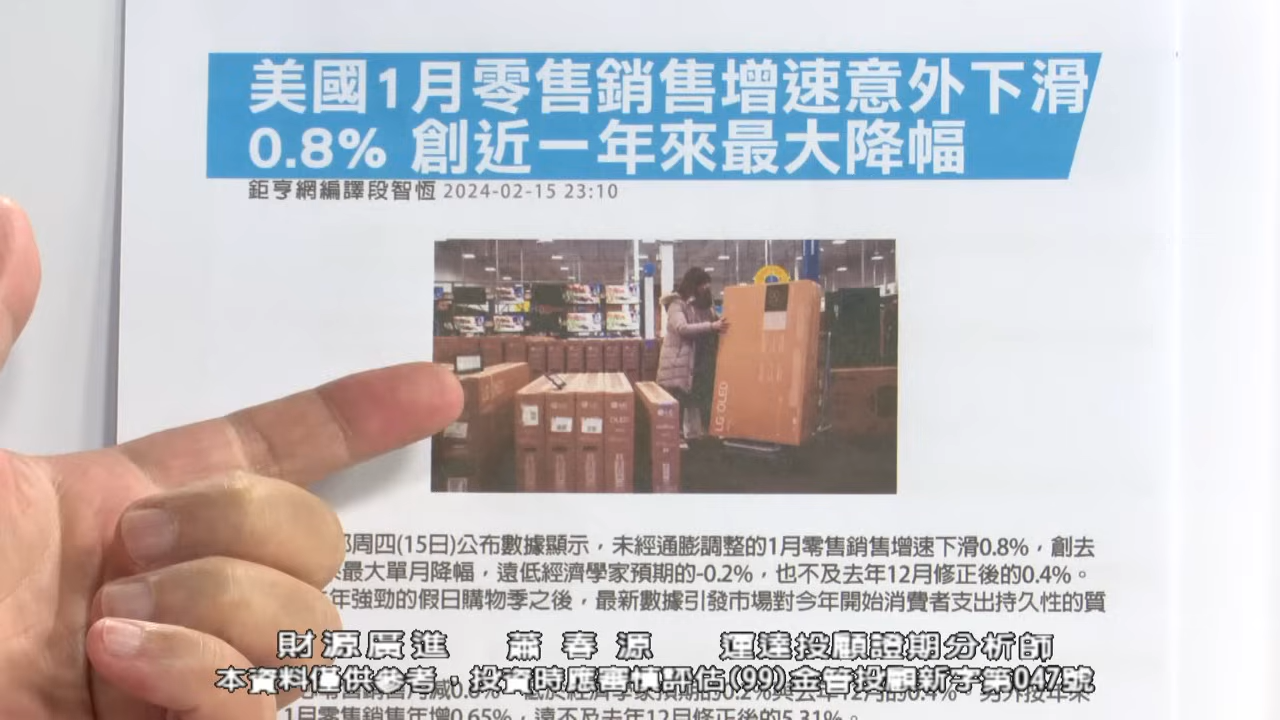 美國1月零售銷售增速意外下滑
0.8% 創近一年來最大降幅
鉅亨網編譯段智恆 2024-02-15 23:10
LG OLED
周四(15日)公布數據顯示，未經通膨調整的1月零售銷售增速下滑0.8%，創去
最大單月降幅，遠低經濟學家預期的-0.2%，也不及去年12月修正後的0.4%。
年強勁的假日購物季之後，最新數據引發市場對今年開始消費者支出持久性的質
財源廣進 蕭春源 運達投顧證期分析師
本資料僅供參考，投資時應審慎評估(99)金管投顧新字第047號
1月零售銷售年增0.65%，遠不及去年12月修正後的5.31%。